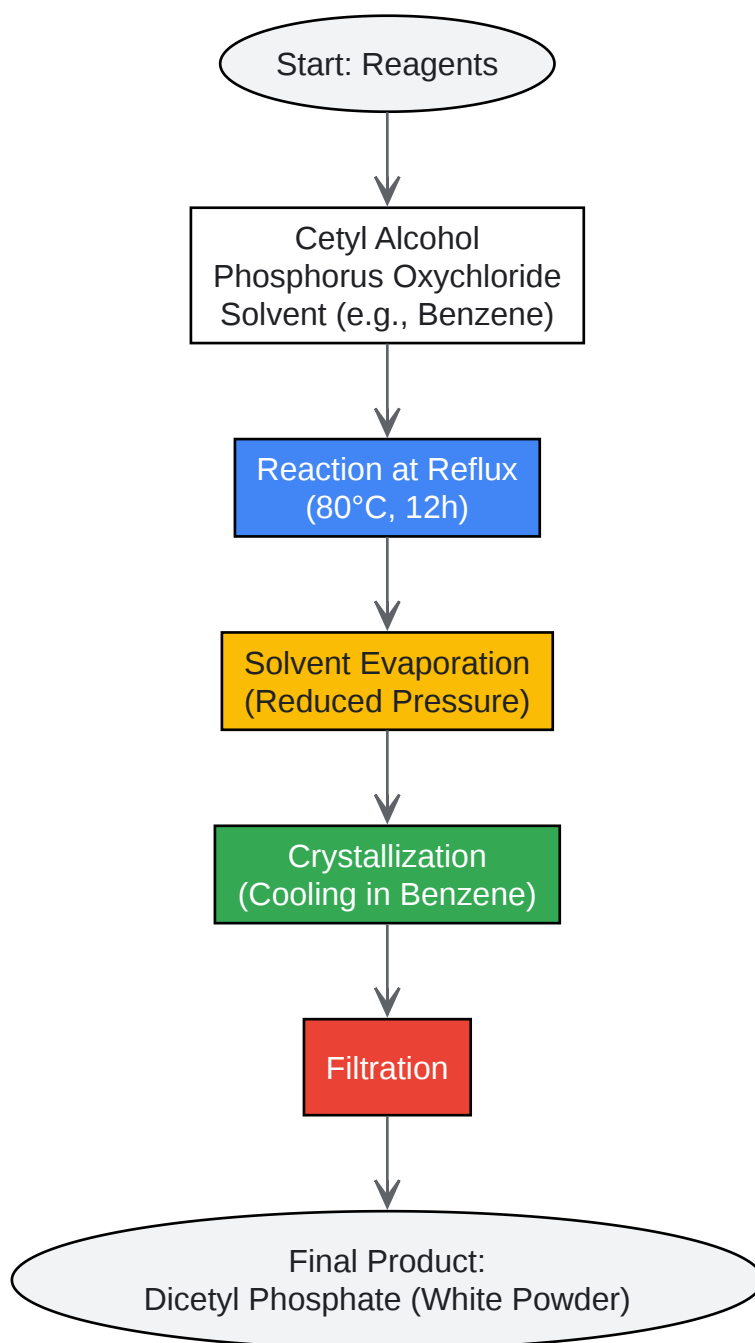 Start: Reagents
Cetyl Alcohol
Phosphorus Oxychloride
Solvent (e.g., Benzene)
Reaction at Reflux
(80°C, 12h)
Solvent Evaporation
(Reduced Pressure)
Crystallization
(Cooling in Benzene)
Filtration
Final Product:
Dicetyl Phosphate (White Powder)